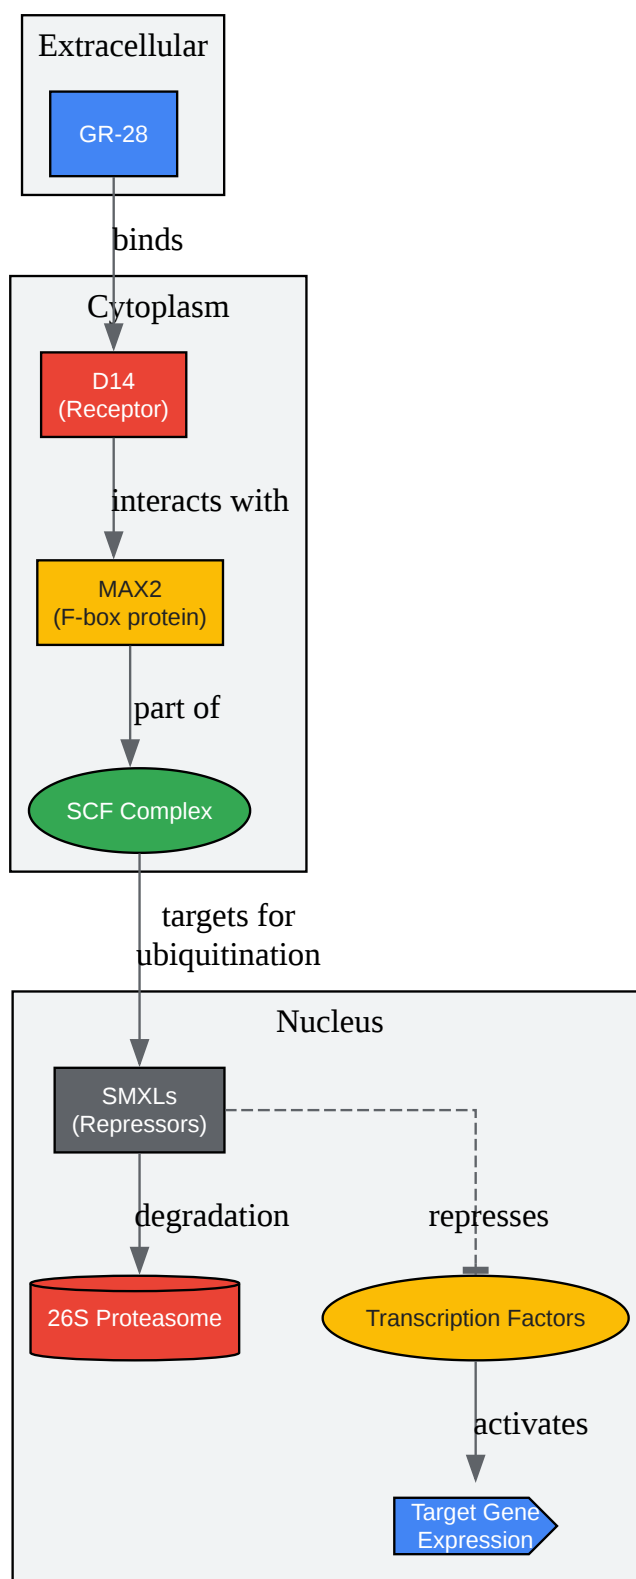 Extracellular
GR-28
binds
Cytoplasm
D14
(Receptor)
interacts with
MAX2
(F-box protein)
part of
SCF Complex
targets for
ubiquitination
Nucleus
SMXLs
(Repressors)
degradation
represses
26S Proteasome
Transcription Factors
activates
Target Gene
Expression